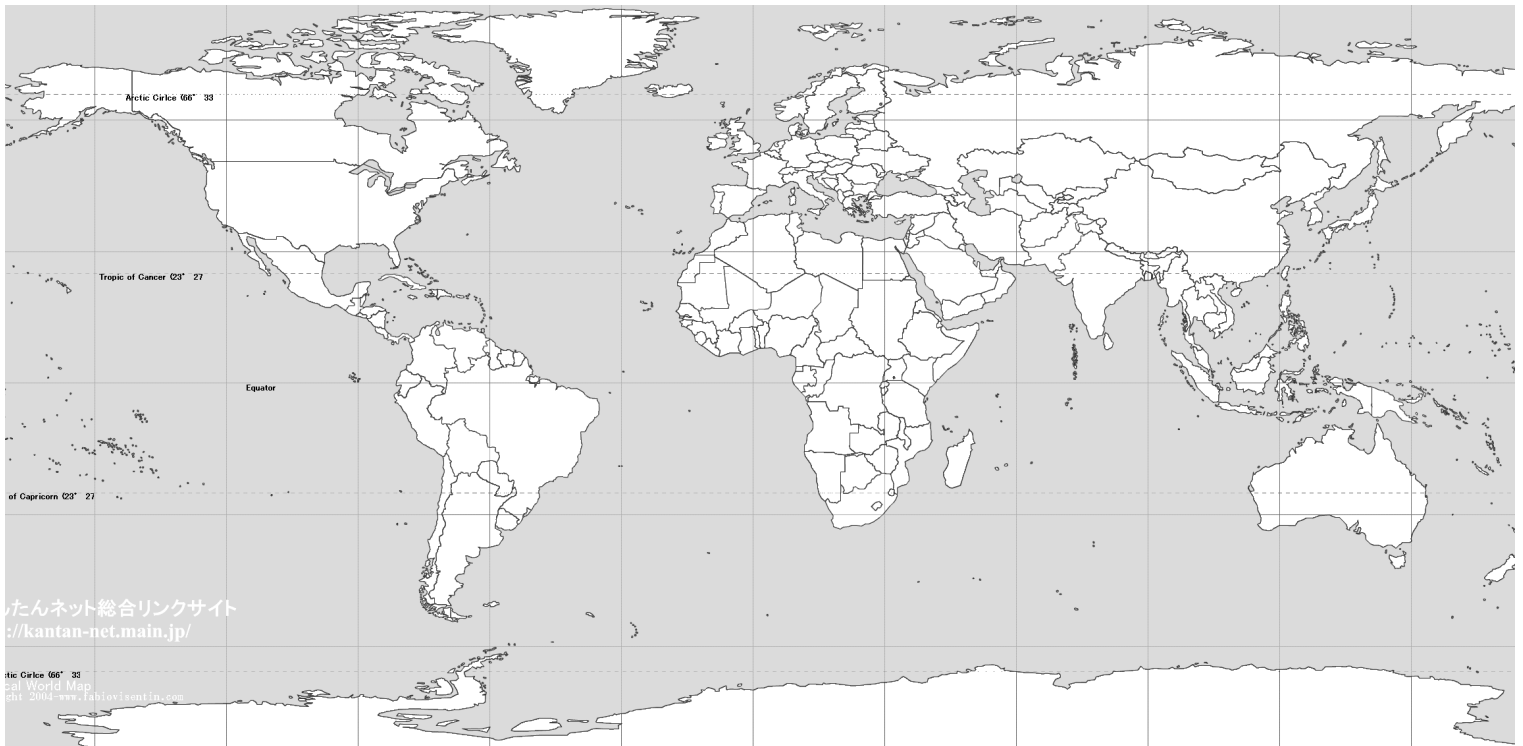 Arctic Cirlce (66° 33
Tropic of Cancer (23° 27
Equator
of Capricorn (23° 27
んたんネット総合リンクサイト
://kantan-net.main.jp/
ctic Cirlce (66° 33
cal World Map
ght 2004-www.fabiovisentin.com